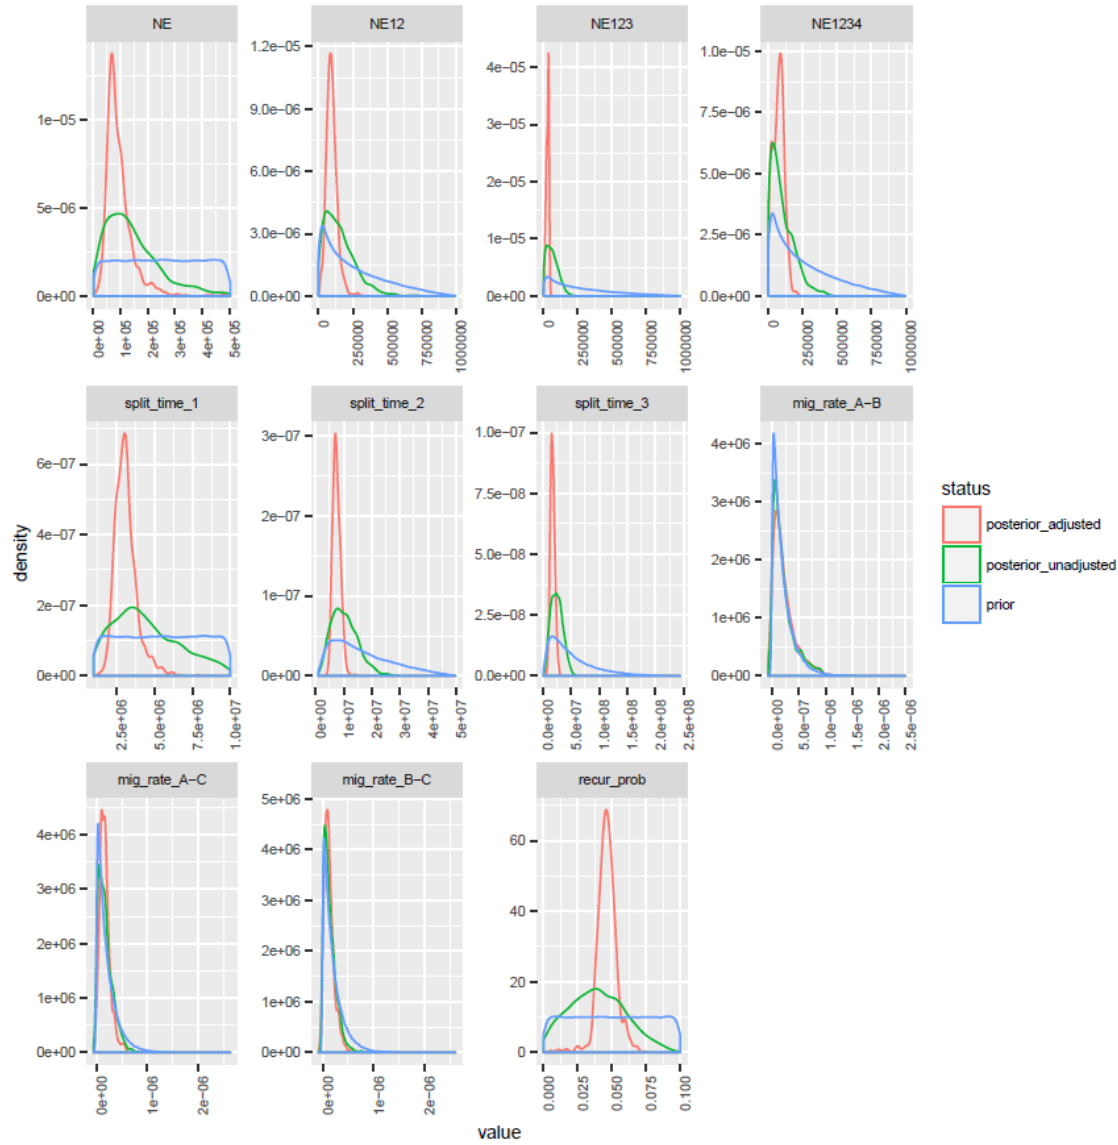 NE NE12 NE123 NE1234
1e−05
5e−06
0e+00
0e+00 1e+05 2e+05 3e+05 4e+05 5e+05
1.2e−05
9.0e−06
6.0e−06
3.0e−06
0.0e+00
0 250000 500000 750000 1000000
4e−05
3e−05
2e−05
1e−05
0e+00
0 250000 500000 750000 1000000
1.0e−05
7.5e−06
5.0e−06
2.5e−06
0.0e+00
0 250000 500000 750000 1000000
split_time_1 split_time_2 split_time_3 mig_rate_A−B
6e−07
4e−07
2e−07
0e+00
2.5e+06 5.0e+06 7.5e+06 1.0e+07
3e−07
2e−07
1e−07
0e+00
0e+00 1e+07 2e+07 3e+07 4e+07 5e+07
1.0e−07
7.5e−08
5.0e−08
2.5e−08
0.0e+00
0.0e+00 5.0e+07 1.0e+08 1.5e+08 2.0e+08 2.5e+08
4e+06
3e+06
2e+06
1e+06
0e+00
0.0e+00 5.0e−07 1.0e−06 1.5e−06 2.0e−06 2.5e−06
mig_rate_A−C mig_rate_B−C recur_prob
4e+06
3e+06
2e+06
1e+06
0e+00
0e+00 1e−06 2e−06
5e+06
4e+06
3e+06
2e+06
1e+06
0e+00
0e+00 1e−06 2e−06
60
40
20
0
0.000 0.025 0.050 0.075 0.100
density
value
status
posterior_adjusted
posterior_unadjusted
prior